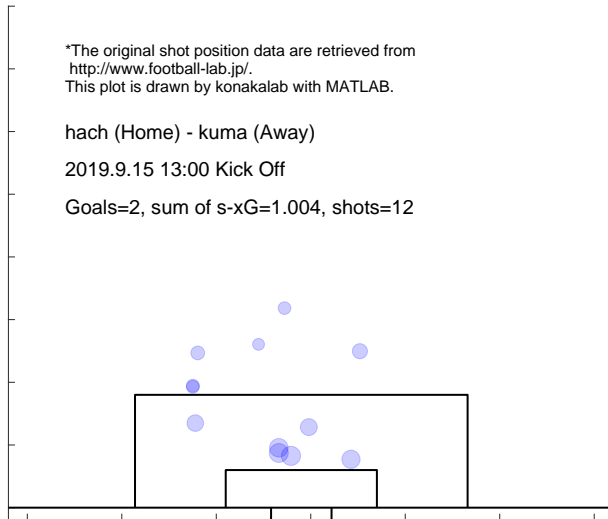 *The original shot position data are retrieved from
http://www.football-lab.jp/.
This plot is drawn by konakalab with MATLAB.
hach (Home) - kuma (Away)
2019.9.15 13:00 Kick Off
Goals=2, sum of s-xG=1.004, shots=12